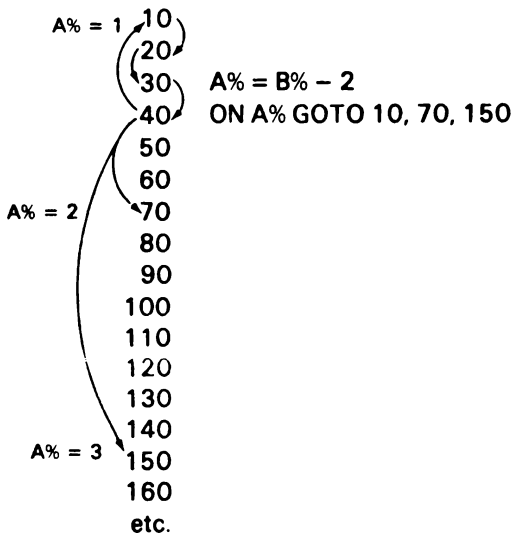 A% = 1 10
20
30 A% = B% – 2
40 ON A% GOTO 10, 70, 150
50
60
A% = 2 70
80
90
100
110
120
130
140
A% = 3 150
160
etc.